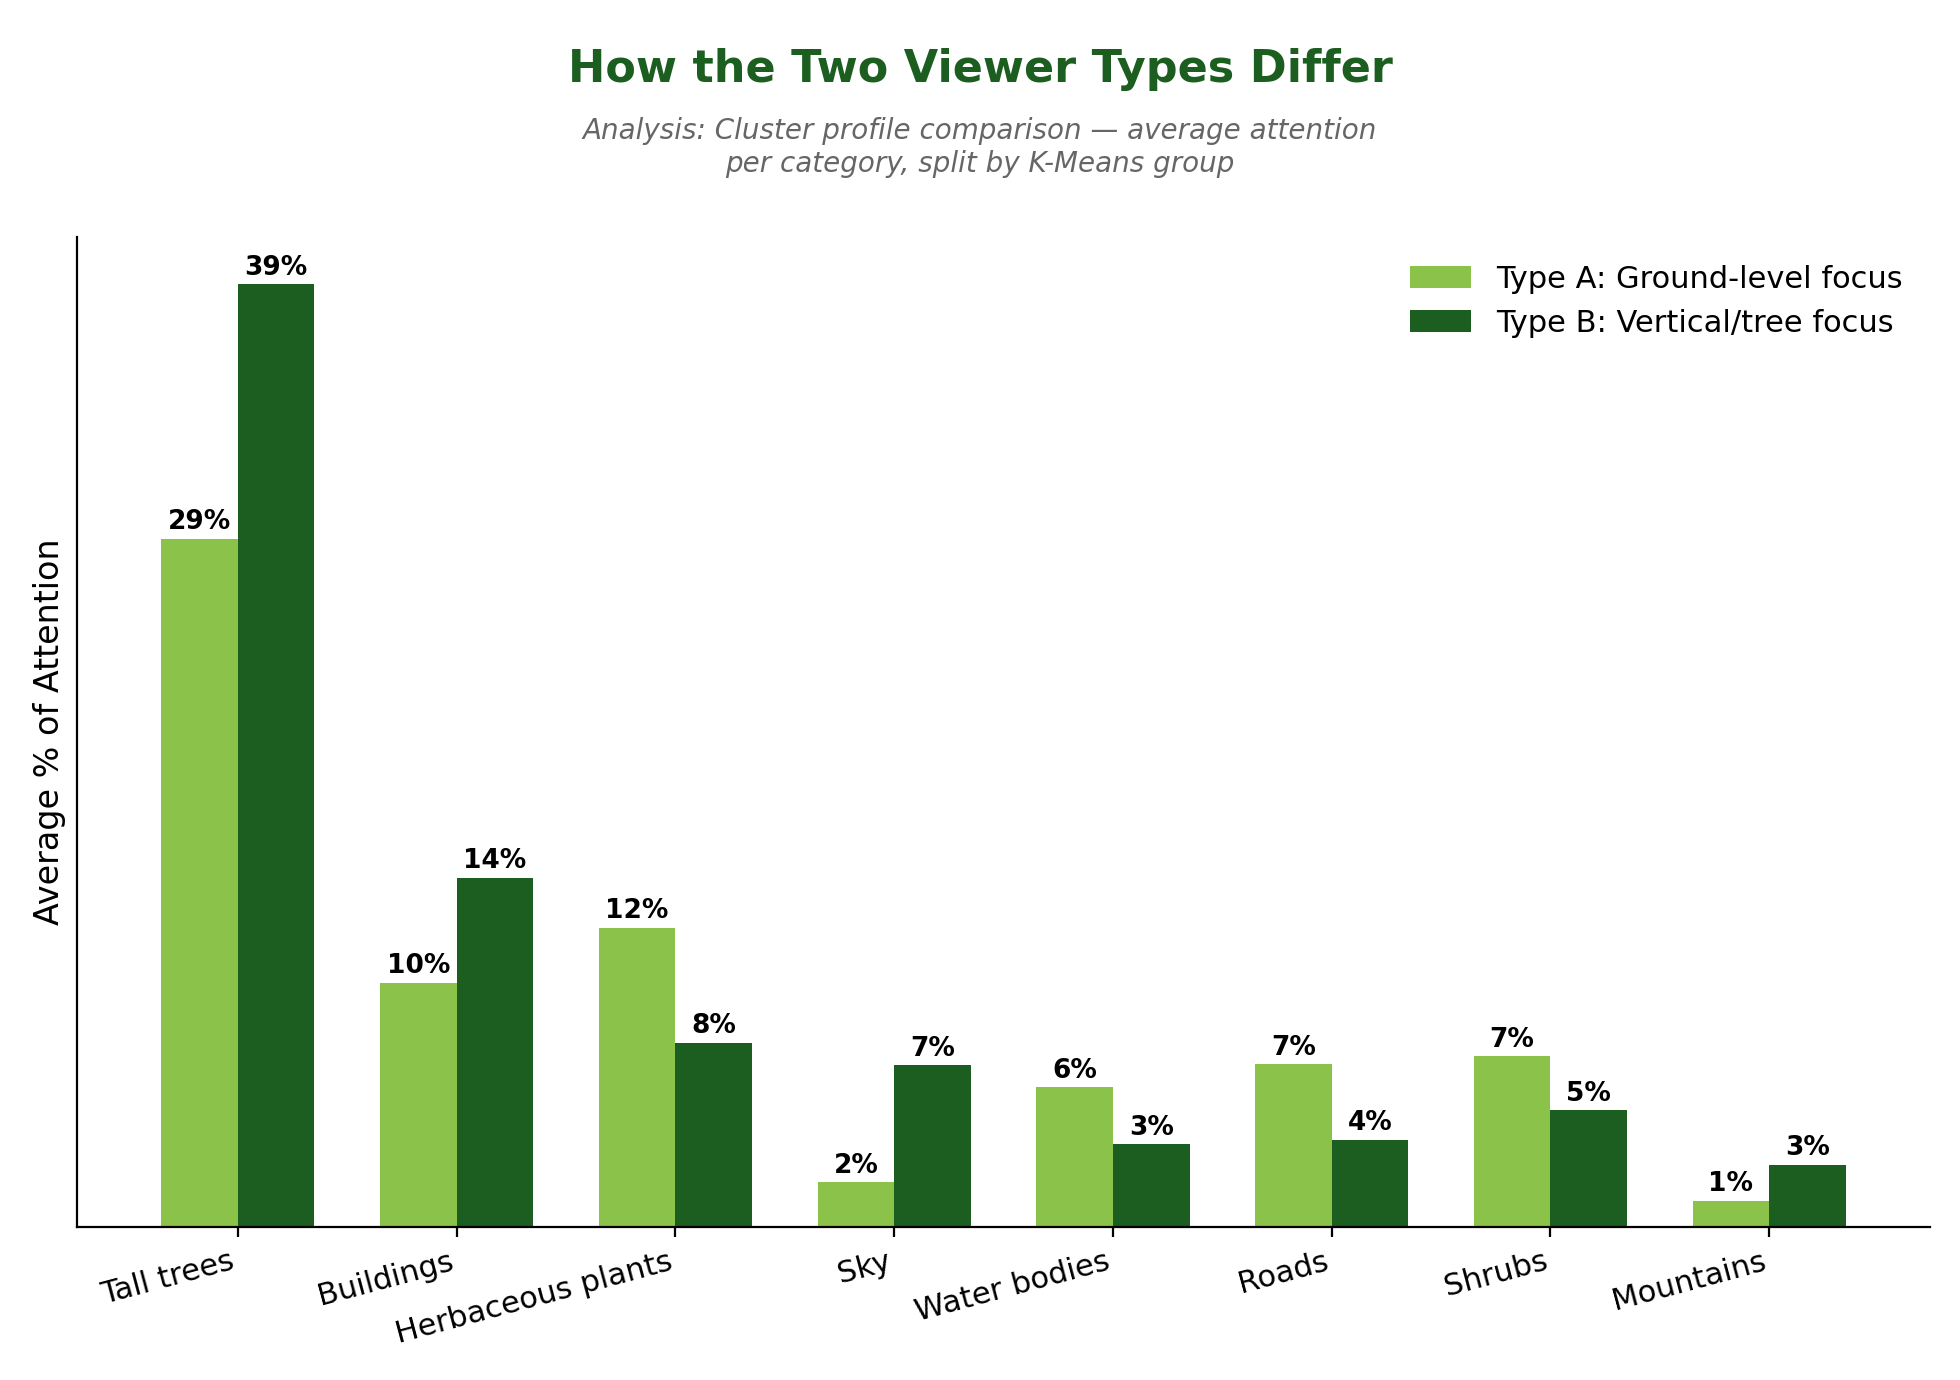 How the Two Viewer Types Differ
Analysis: Cluster profile comparison — average attention
per category, split by K-Means group
Type A: Ground-level focus
Type B: Vertical/tree focus
Average % of Attention
29%
39%
10%
14%
12%
8%
2%
7%
6%
3%
7%
4%
7%
5%
1%
3%
Tall trees
Buildings
Herbaceous plants
Sky
Water bodies
Roads
Shrubs
Mountains